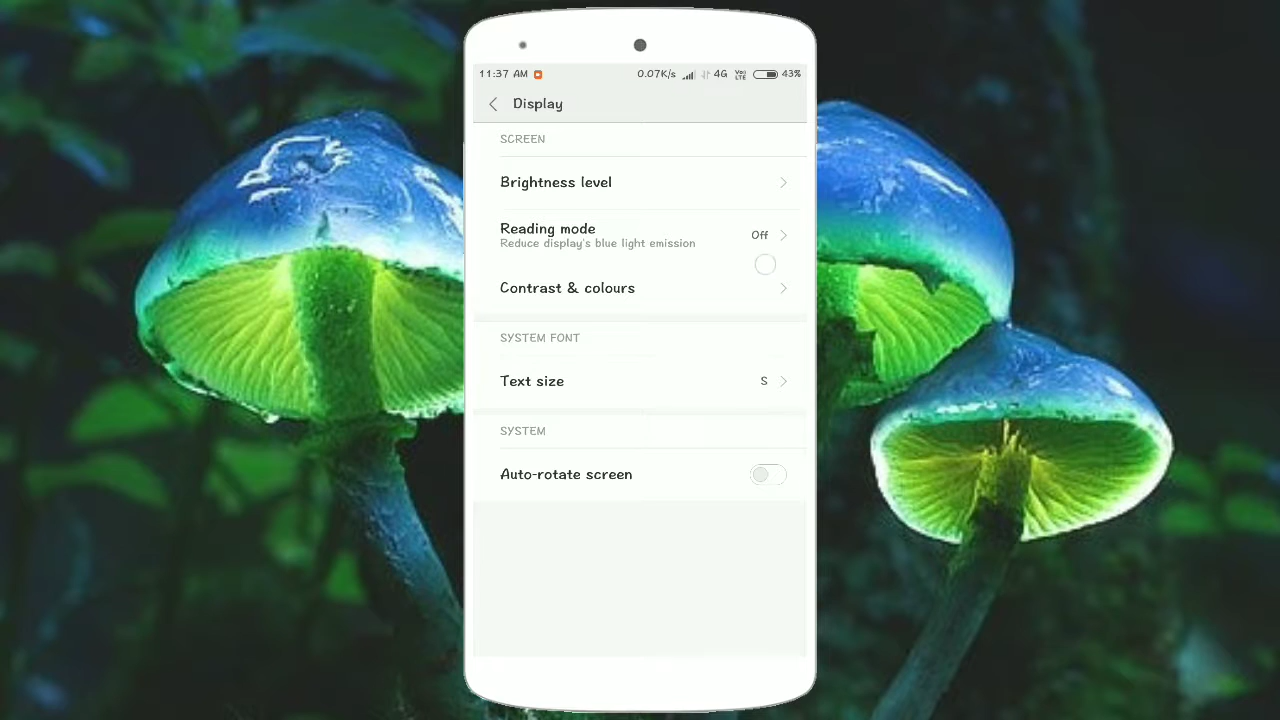 11:37 AM 0.07K/s 4G VoLTE 43%
Display
SCREEN
Brightness level
Reading mode
Off
Reduce display's blue light emission
Contrast & colours
SYSTEM FONT
Text size S
SYSTEM
Auto-rotate screen